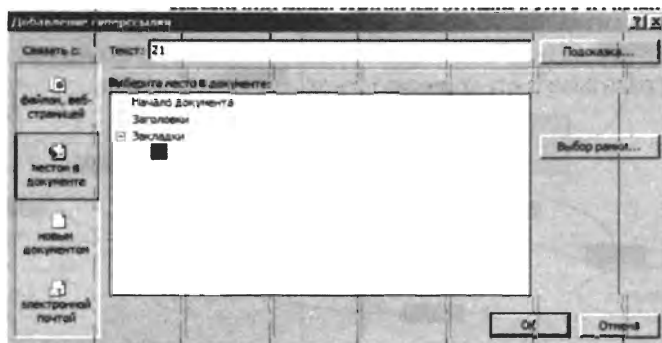 Добавление гиперссылки
Связать с:
Текст: 21
Подсказка...
Выберите место в документе:
файлом, веб-
страницей
Начало документа
Заголовки
Закладки
местом в
документе
Выбор рамки...
новым
документом
электронной
почтой
ОК
Отмена